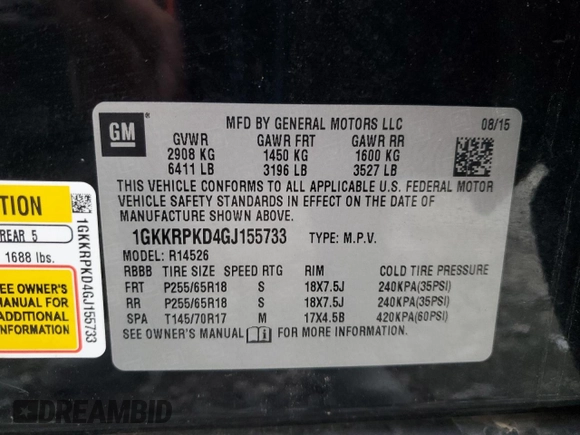 GM ®
MFD BY GENERAL MOTORS LLC 08/15
GVWR GAWR FRT GAWR RR
2908 KG 1450 KG 1600 KG
6411 LB 3196 LB 3527 LB
THIS VEHICLE CONFORMS TO ALL APPLICABLE U.S. FEDERAL MOTOR
VEHICLE SAFETY STANDARDS IN EFFECT ON THE DATE OF
MANUFACTURE SHOWN ABOVE.
1GKKRPKD4GJ155733 TYPE: M.P.V.
MODEL: R14526
RBBB TIRE SIZE SPEED RTG RIM COLD TIRE PRESSURE
FRT P255/65R18 S 18X7.5J 240KPA(35PSI)
RR P255/65R18 S 18X7.5J 240KPA(35PSI)
SPA T145/70R17 M 17X4.5B 420KPA(60PSI)
SEE OWNER'S MANUAL FOR MORE INFORMATION
TION
REAR 5
1688 lbs.
SEE OWNER'S
MANUAL FOR
ADDITIONAL
INFORMATION
1GKKRPKD4GJ155733
DREAMBID